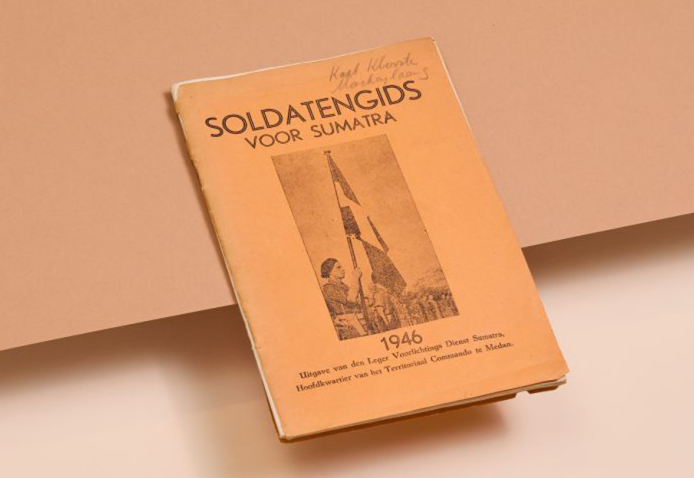 SOLDATENGIDS
VOOR SUMATRA
1946
Uitgave van den Leger Voorlichtings Dienst Sumatra,
Hoofdkwartier van het Territoriaal Commando te Medan.